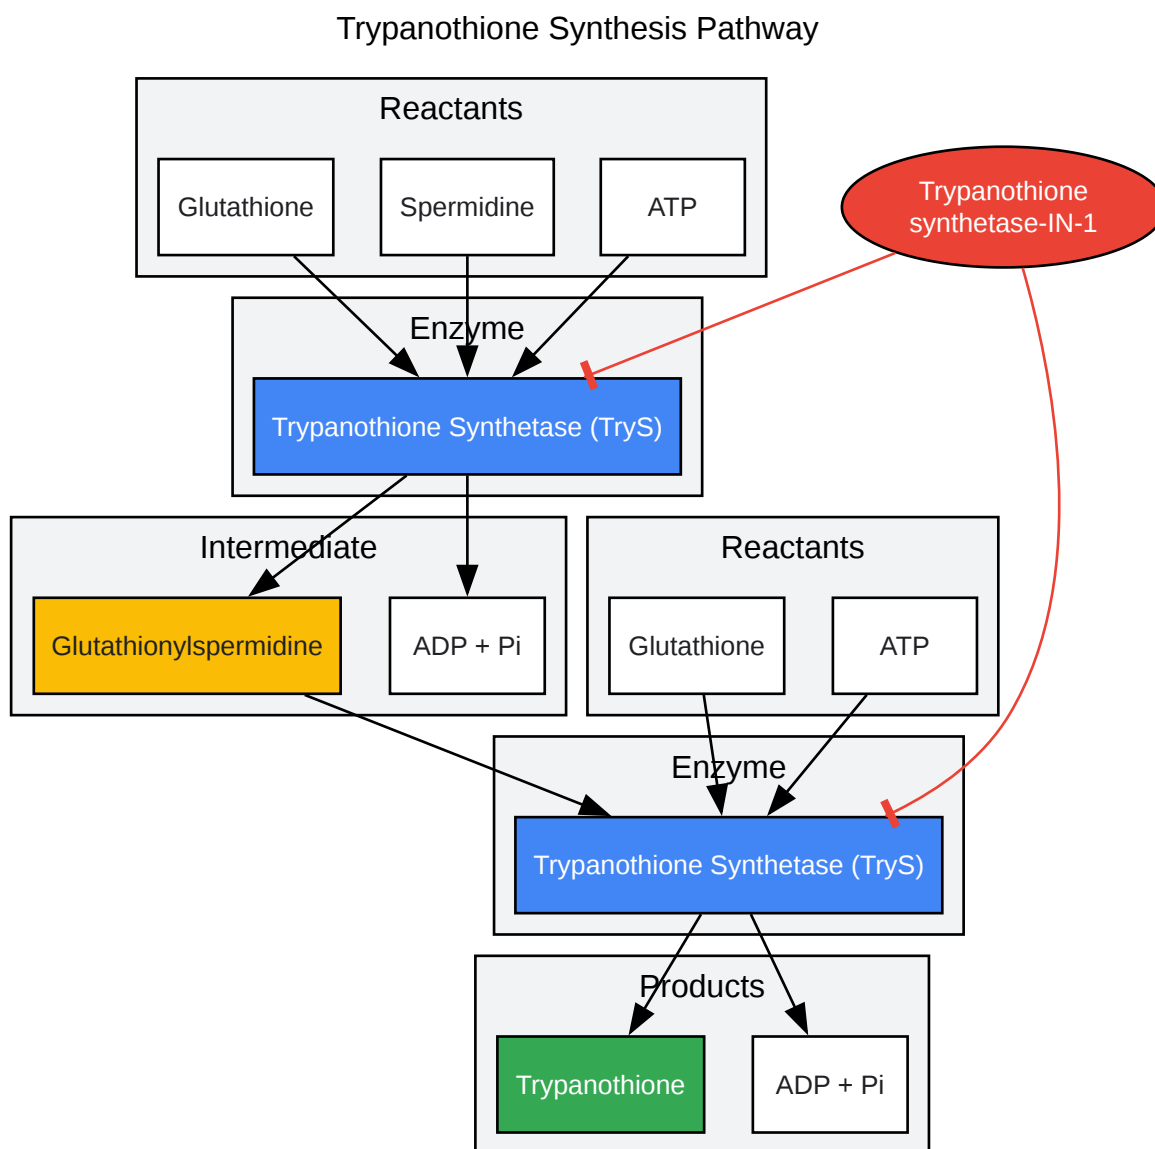 Trypanothione Synthesis Pathway
Reactants
Glutathione
Spermidine
ATP
Trypanothione
synthetase-IN-1
Enzyme
Trypanothione Synthetase (TryS)
Intermediate
Glutathionylspermidine
ADP + Pi
Reactants
Glutathione
ATP
Enzyme
Trypanothione Synthetase (TryS)
Products
Trypanothione
ADP + Pi